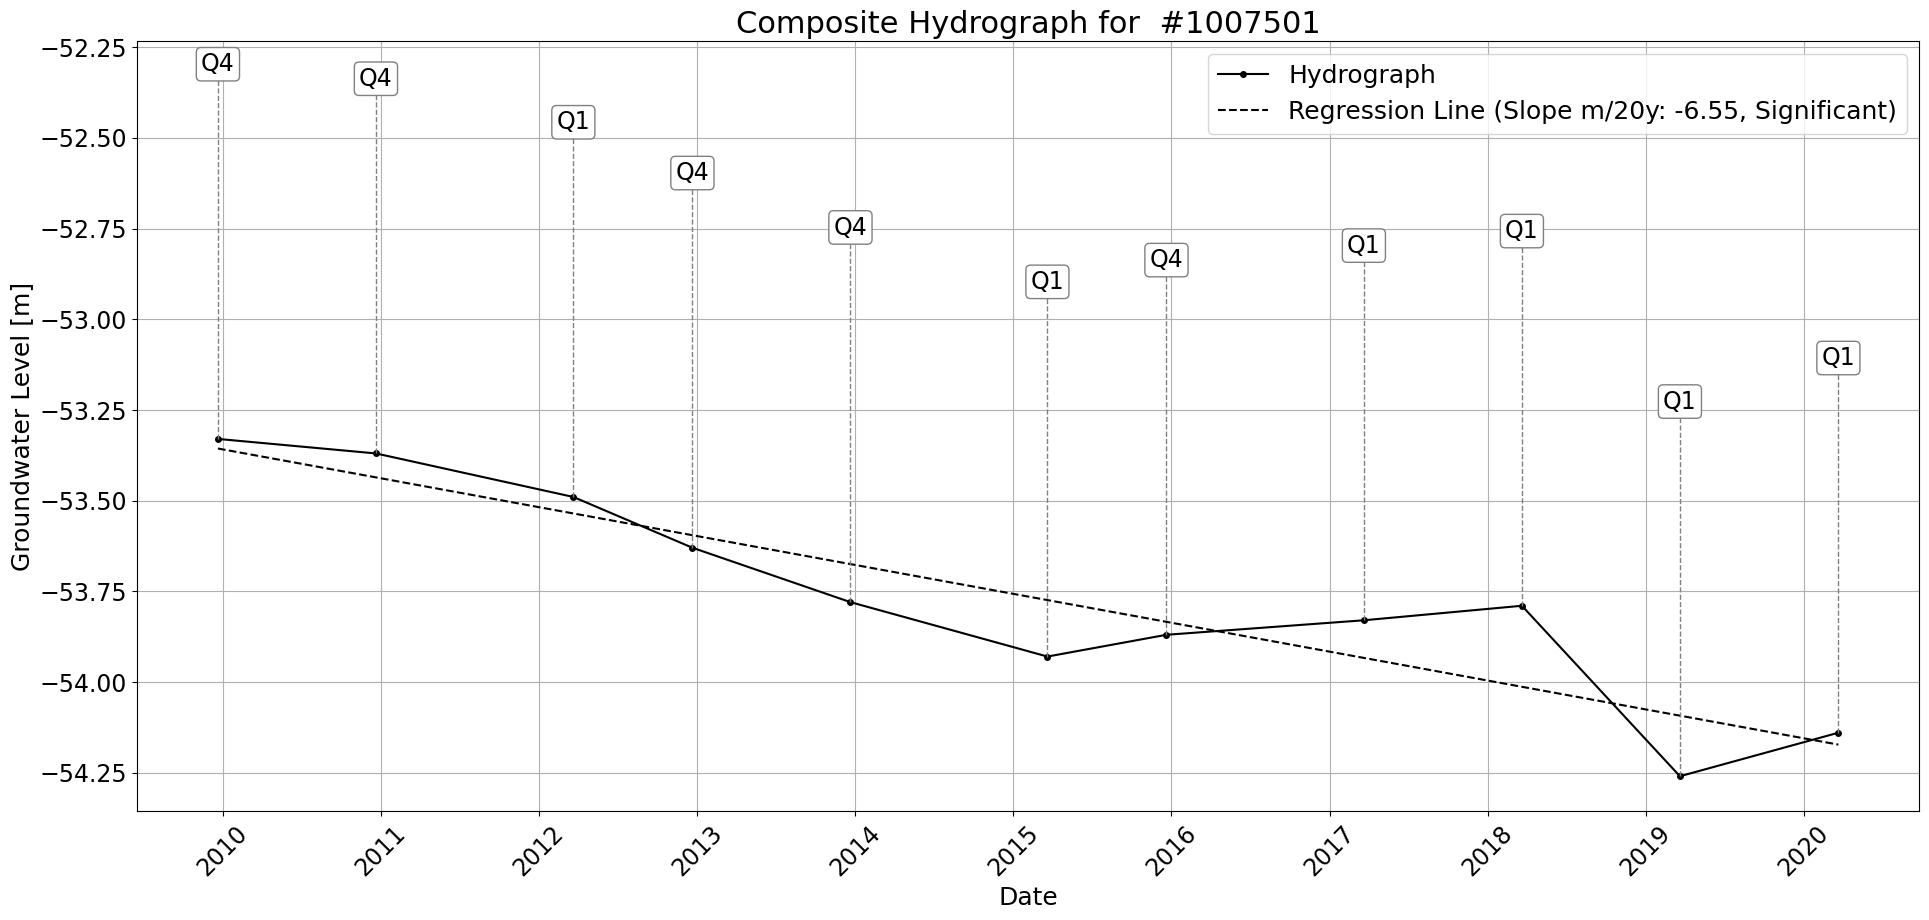 Composite Hydrograph for  #1007501
Hydrograph
Regression Line (Slope m/20y: -6.55, Significant)
Groundwater Level [m]
−52.25
−52.50
−52.75
−53.00
−53.25
−53.50
−53.75
−54.00
−54.25
Q4
Q4
Q1
Q4
Q4
Q1
Q4
Q1
Q1
Q1
Q1
2010
2011
2012
2013
2014
2015
2016
2017
2018
2019
2020
Date